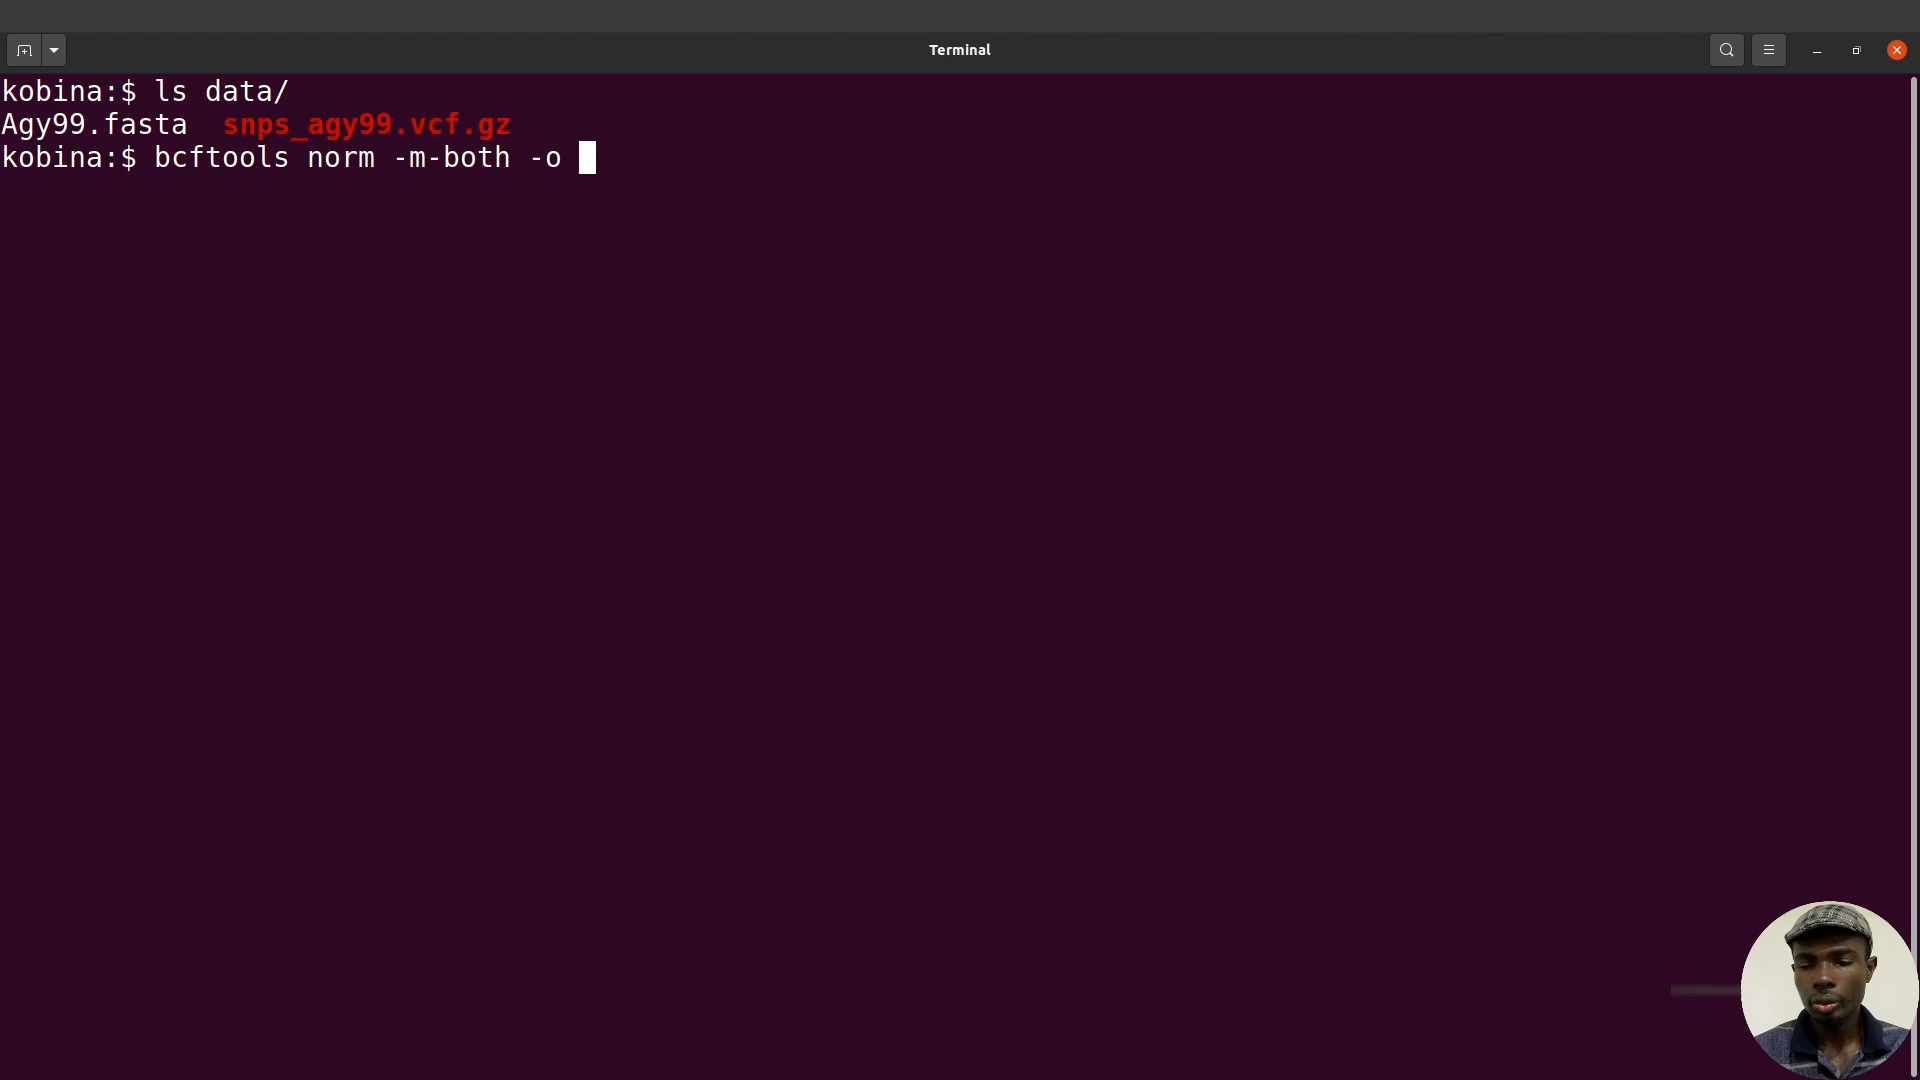 Terminal
kobina:$ ls data/
Agy99.fasta  snps_agy99.vcf.gz
kobina:$ bcftools norm -m-both -o